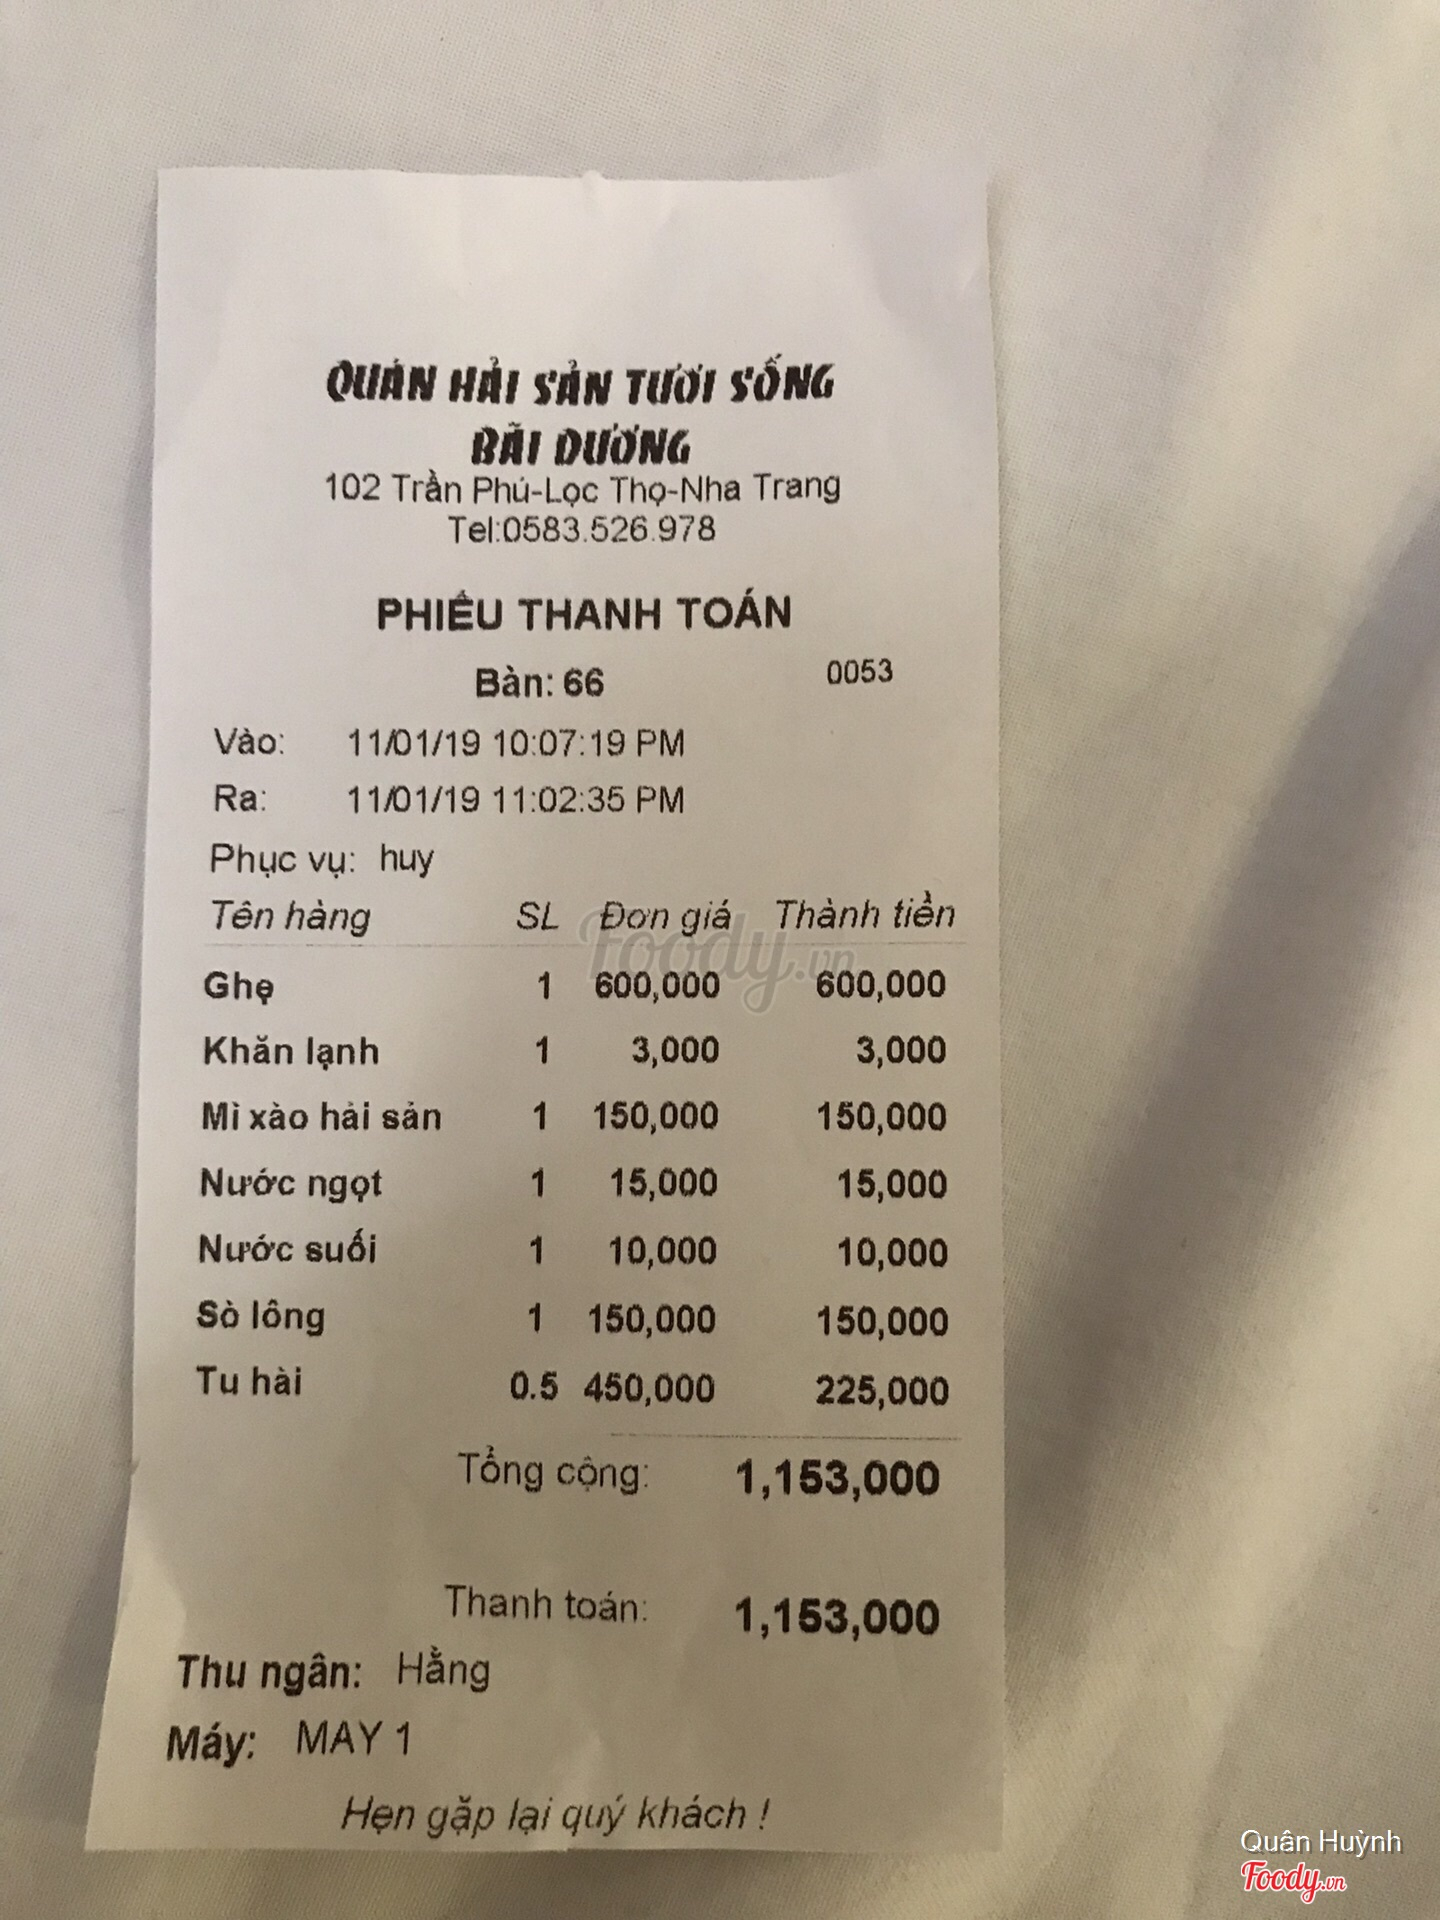 QUÁN HẢI SẢN TƯƠI SỐNG
BÃI DƯƠNG
102 Trần Phú-Lọc Thọ-Nha Trang
Tel:0583.526.978
PHIẾU THANH TOÁN
Bàn: 66 0053
Vào: 11/01/19 10:07:19 PM
Ra: 11/01/19 11:02:35 PM
Phục vụ: huy
Tên hàng SL Đơn giá Thành tiền
Foody.vn
Ghẹ 1 600,000 600,000
Khăn lạnh 1 3,000 3,000
Mì xào hải sản 1 150,000 150,000
Nước ngọt 1 15,000 15,000
Nước suối 1 10,000 10,000
Sò lông 1 150,000 150,000
Tu hài 0.5 450,000 225,000
Tổng cộng: 1,153,000
Thanh toán: 1,153,000
Thu ngân: Hằng
Máy: MAY 1
Hẹn gặp lại quý khách !
Quân Huỳnh
Foody.vn